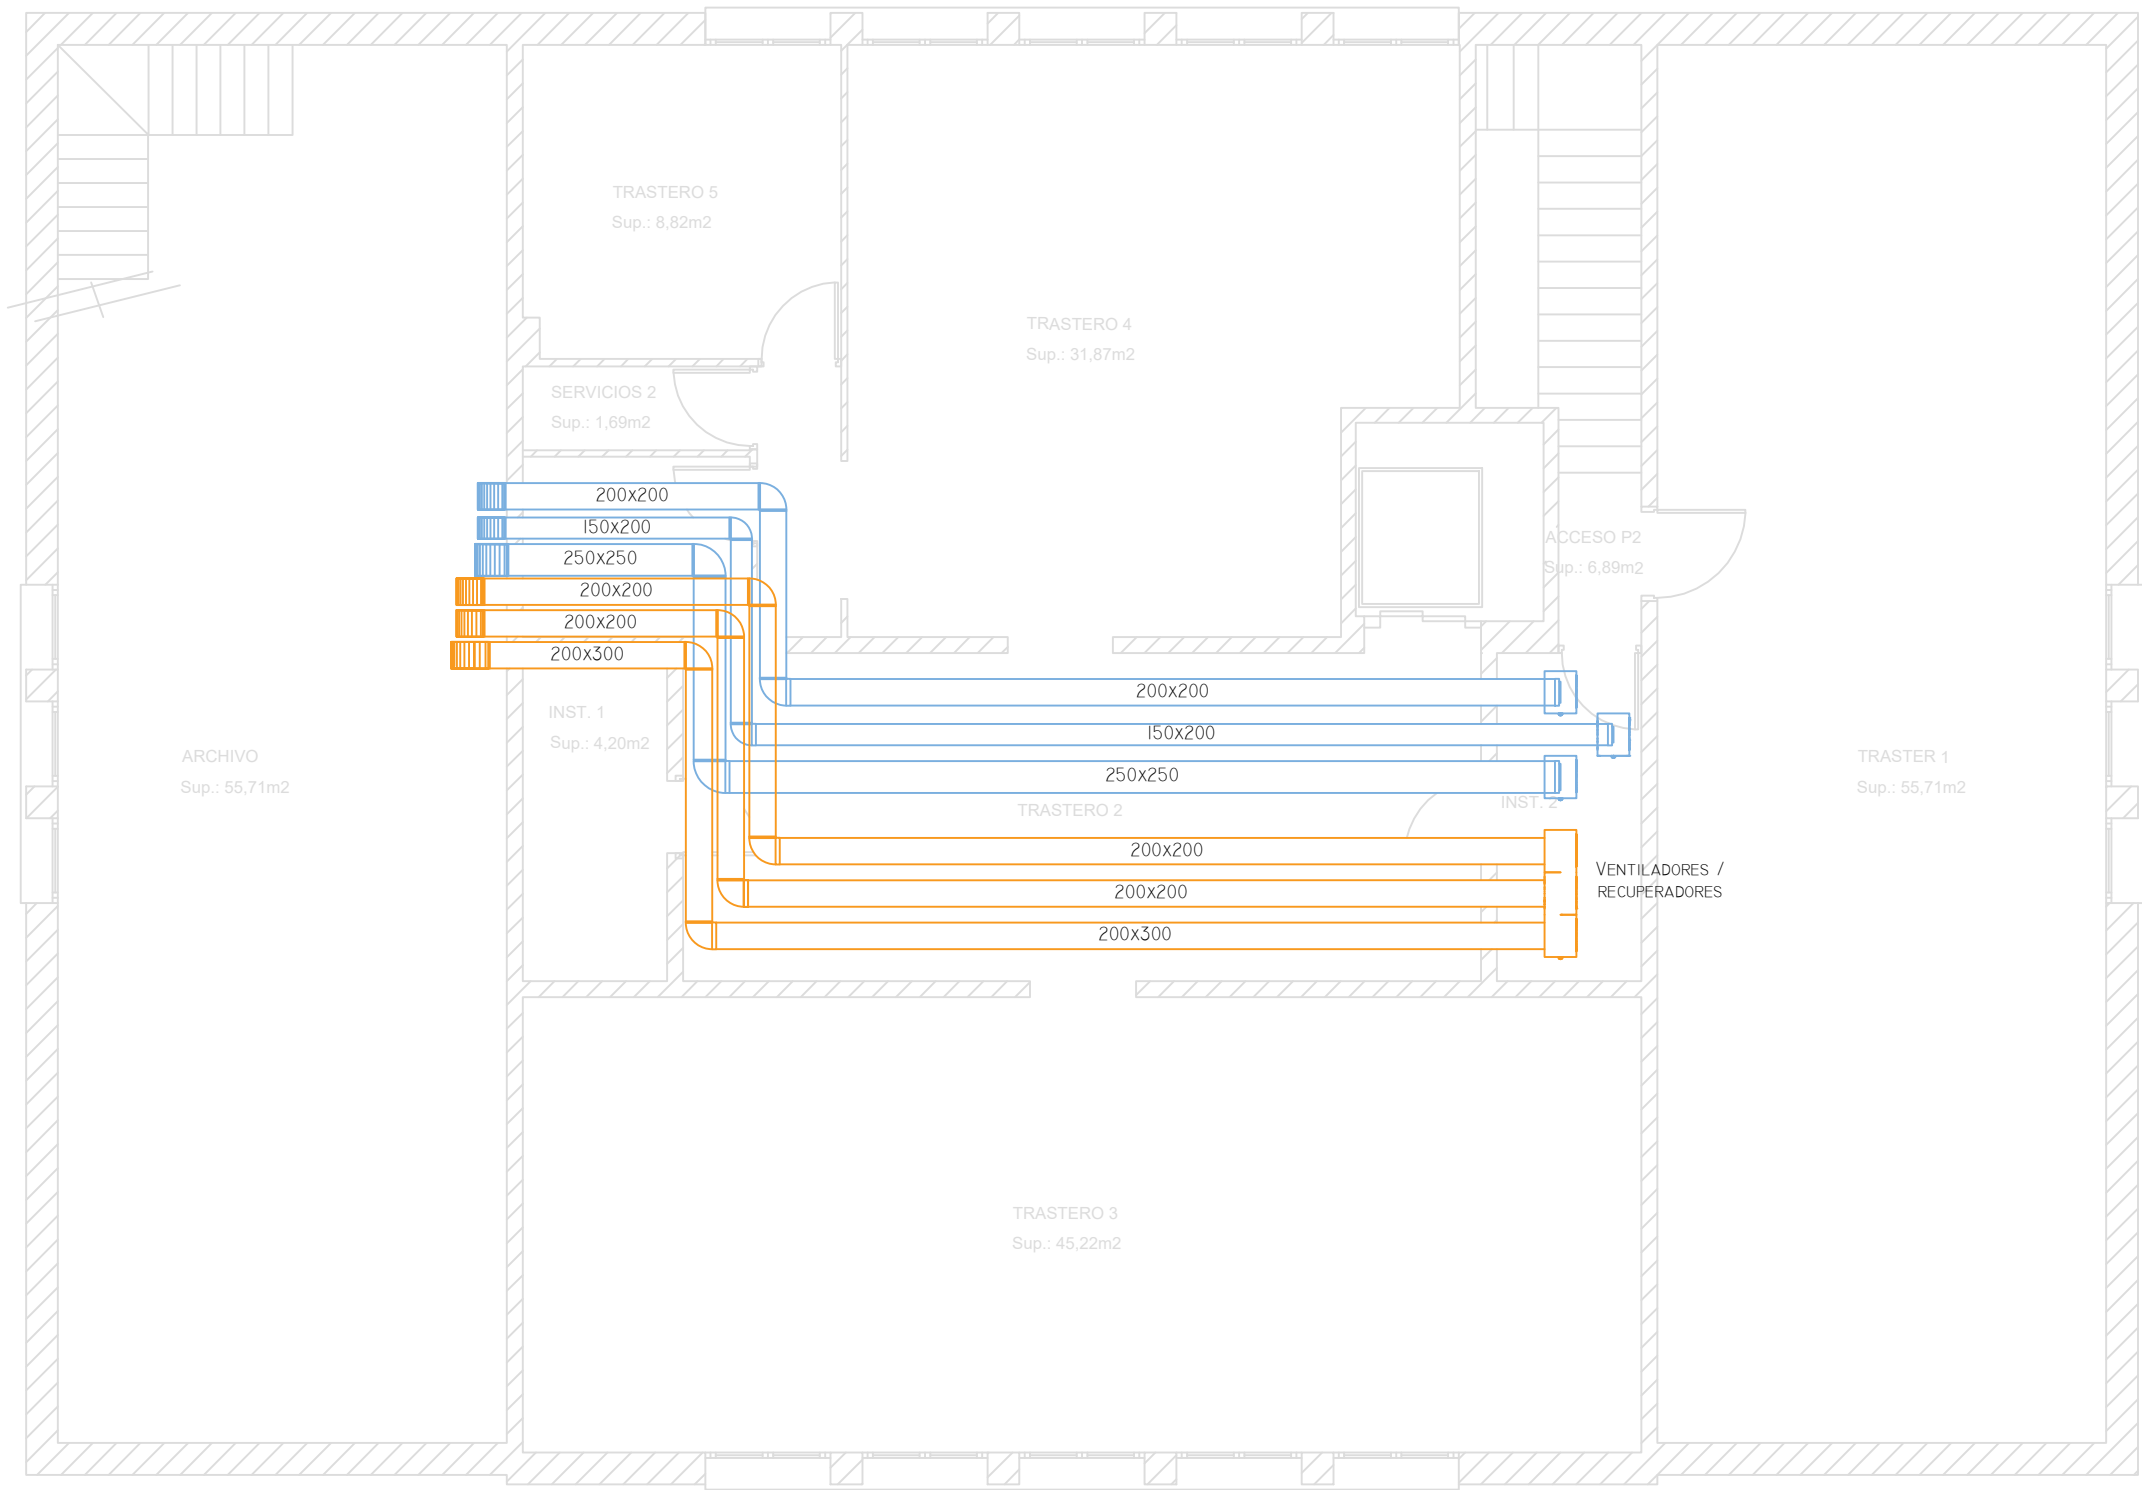 TRASTERO 5
Sup.: 8,82m2
TRASTERO 4
Sup.: 31,87m2
SERVICIOS 2
Sup.: 1,69m2
200x200
150x200
250x250
200x200
200x200
200x300
ACCESO P2
Sup.: 6,89m2
INST. 1
Sup.: 4,20m2
ARCHIVO
Sup.: 55,71m2
200x200
150x200
250x250
TRASTERO 2
INST. 2
TRASTER 1
Sup.: 55,71m2
200x200
200x200
200x300
VENTILADORES /
RECUPERADORES
TRASTERO 3
Sup.: 45,22m2